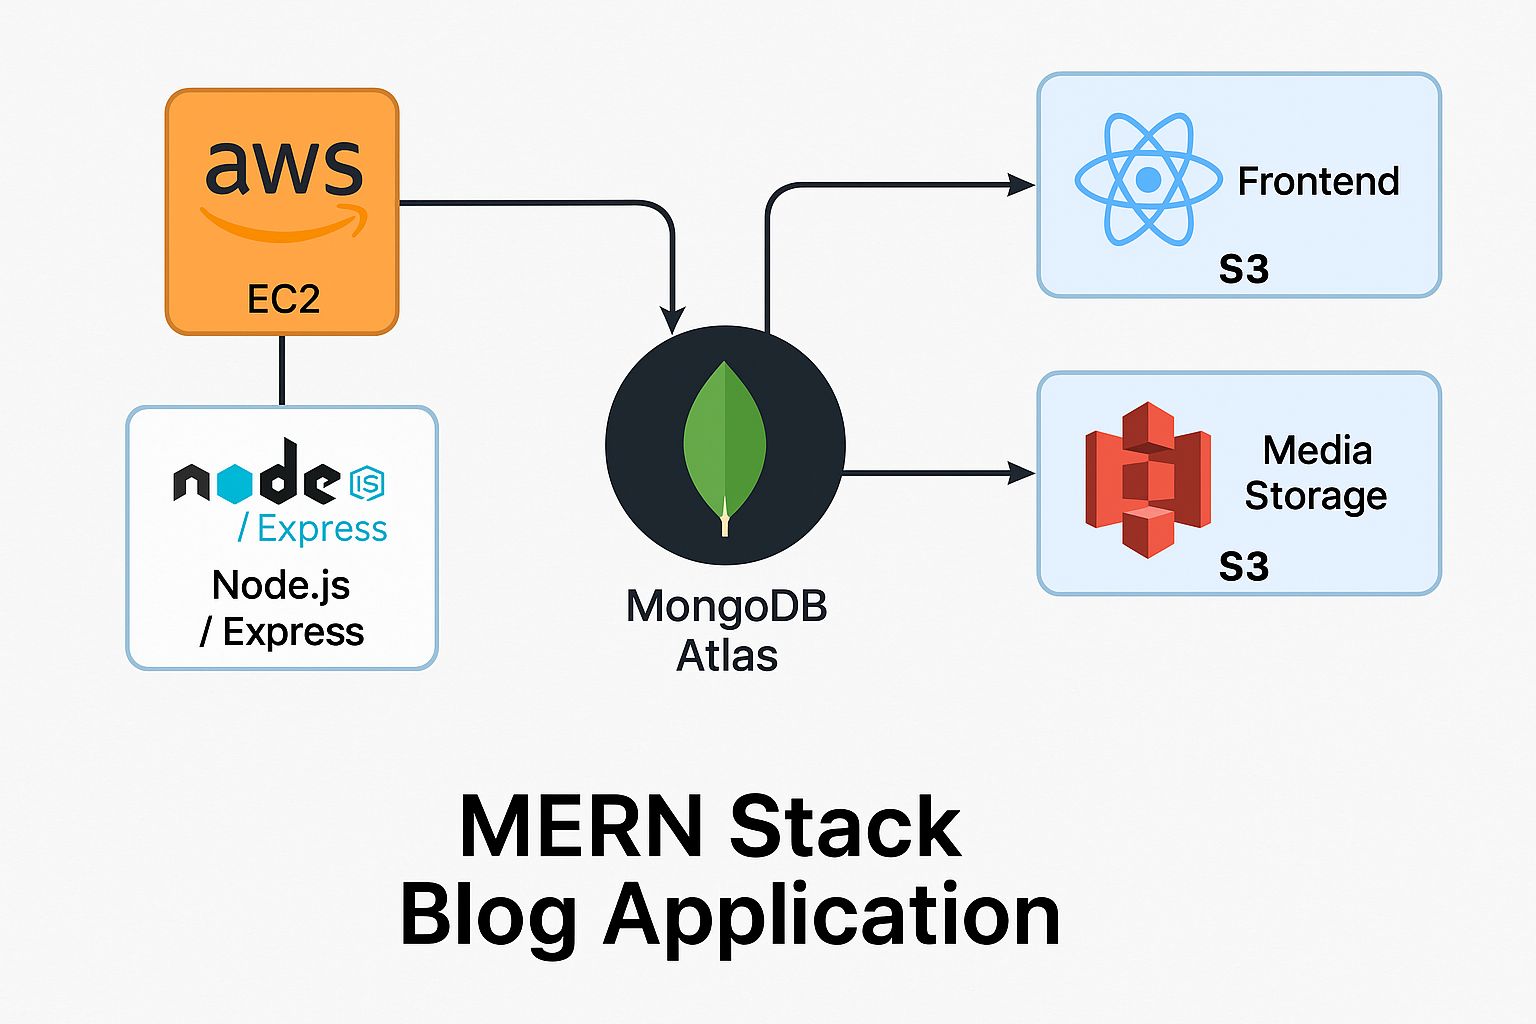 aws
EC2
node JS
/ Express
Node.js
/ Express
MongoDB
Atlas
Frontend
S3
Media
Storage
S3
MERN Stack
Blog Application